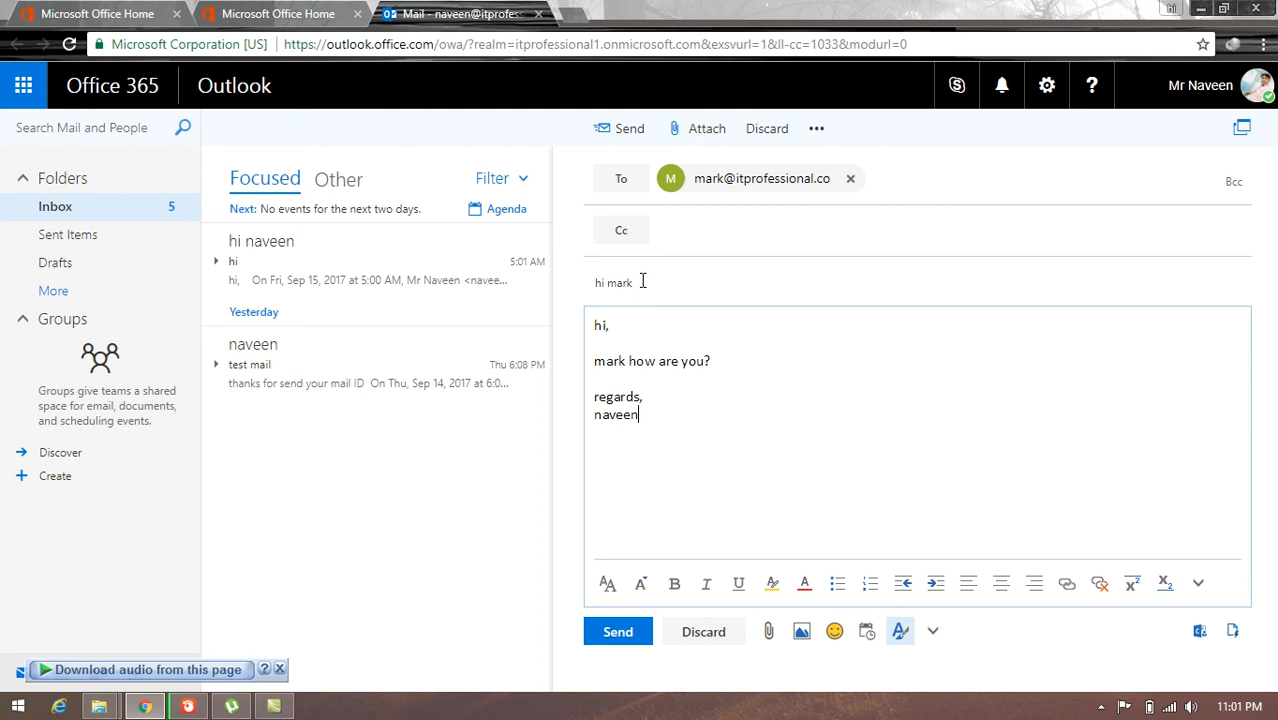 Microsoft Office Home
Microsoft Office Home
Mail - naveen@itprofess
Microsoft Corporation [US]
https://outlook.office.com/owa/?realm=itprofessional1.onmicrosoft.com&exsvurl=1&ll-cc=1033&modurl=0
Office 365
Outlook
Mr Naveen
Search Mail and People
Send
Attach
Discard
Folders
Inbox
5
Sent Items
Drafts
More
Groups
Groups give teams a shared
space for email, documents,
and scheduling events.
Discover
Create
Focused
Other
Filter
Next: No events for the next two days.
Agenda
hi naveen
hi
5:01 AM
hi, On Fri, Sep 15, 2017 at 5:00 AM, Mr Naveen <navee...
Yesterday
naveen
test mail
Thu 6:08 PM
thanks for send your mail ID On Thu, Sep 14, 2017 at 6:0...
To
M
mark@itprofessional.co
Bcc
Cc
hi mark
hi,
mark how are you?
regards,
naveen
Send
Discard
Download audio from this page
11:01 PM